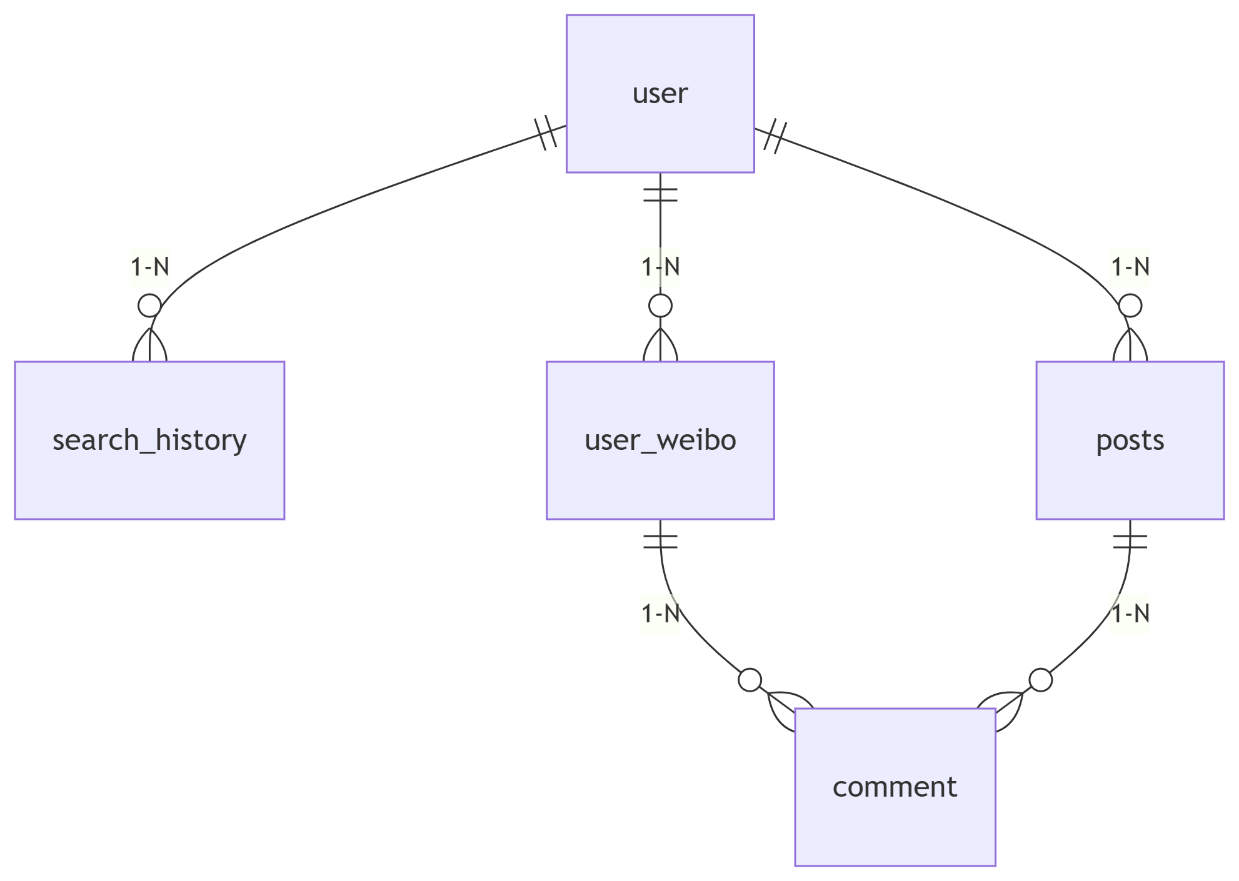 user
1-N
1-N
1-N
search_history
user_weibo
posts
1-N
1-N
comment